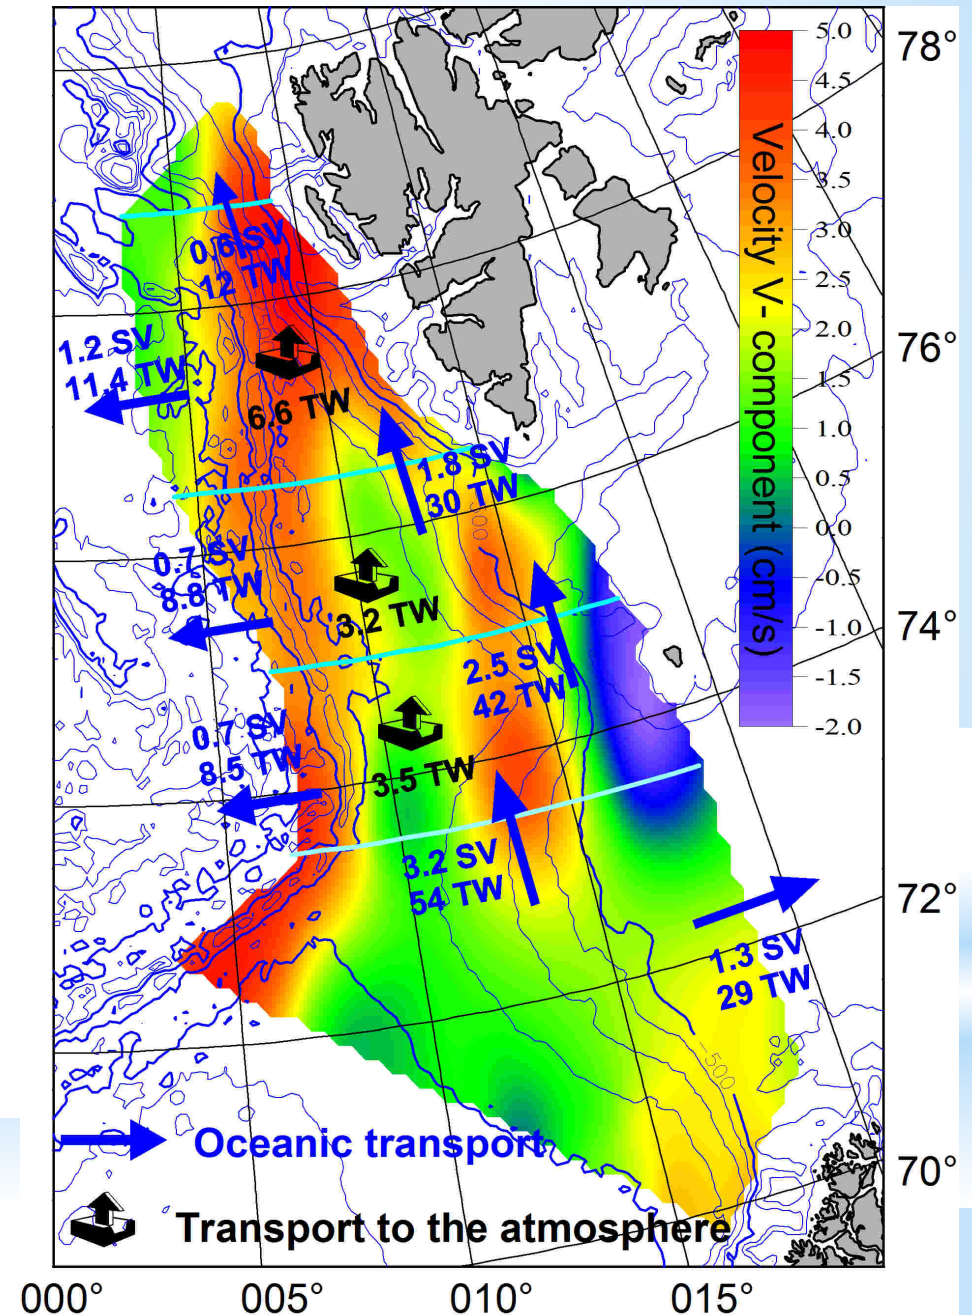 78°
76°
74°
72°
70°
5.0
4.5
4.0
3.5
3.0
2.5
2.0
1.5
1.0
0.5
0.0
-0.5
-1.0
-1.5
-2.0
Velocity V- component (cm/s)
0.6 SV
12 TW
1.2 SV
11.4 TW
6.6 TW
1.8 SV
30 TW
0.7 SV
8.8 TW
3.2 TW
2.5 SV
42 TW
0.7 SV
8.5 TW
3.5 TW
3.2 SV
54 TW
1.3 SV
29 TW
-500
Oceanic transport
Transport to the atmosphere
000°
005°
010°
015°